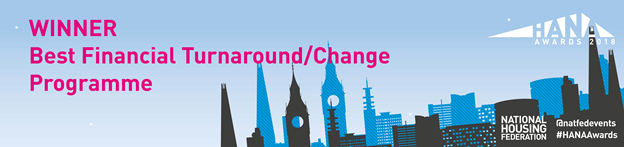 WINNER
Best Financial Turnaround/Change
Programme
HANA
AWARDS 2018
NATIONAL
HOUSING
FEDERATION
@natfedevents
#HANAAwards